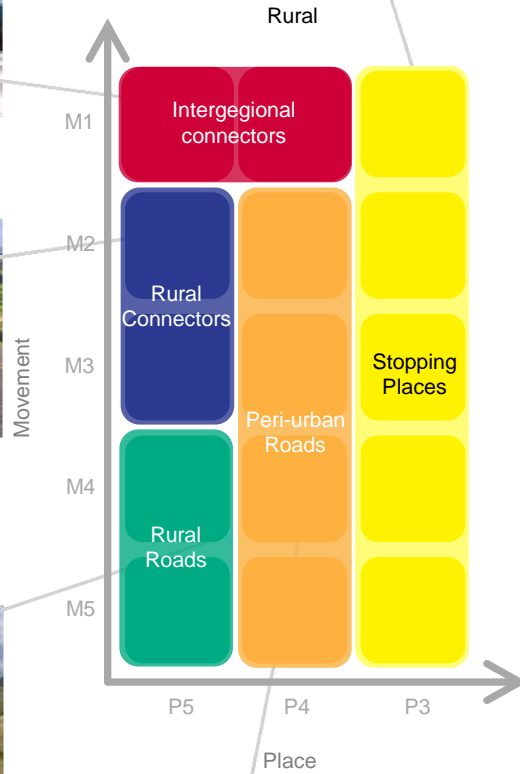 Rural
M1
Intergegional
connectors
M2
Rural
Connectors
M3
Stopping
Places
Movement
Peri-urban
Roads
M4
Rural
Roads
M5
P5
P4
P3
Place